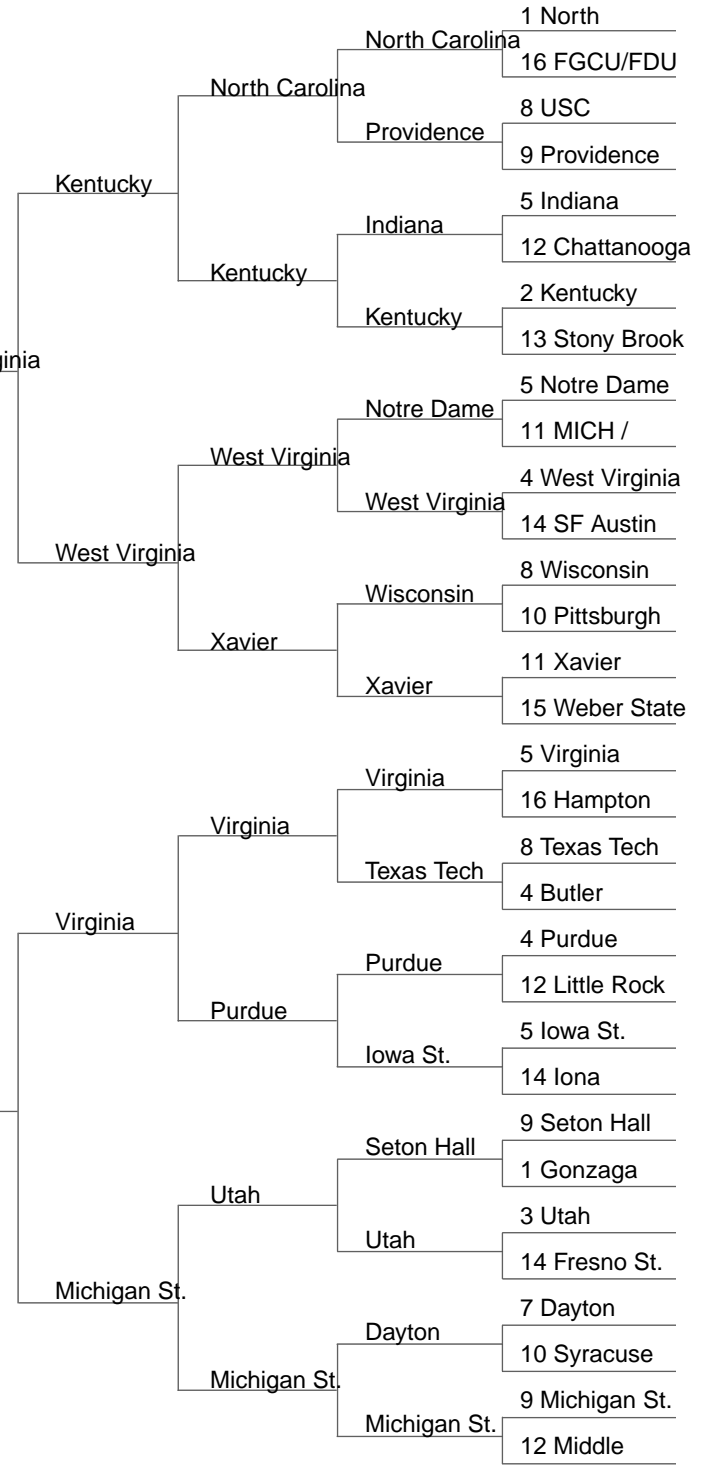 1 North
North Carolina
16 FGCU/FDU
North Carolina
8 USC
Providence
9 Providence
Kentucky
5 Indiana
Indiana
12 Chattanooga
Kentucky
2 Kentucky
Kentucky
13 Stony Brook
ginia
5 Notre Dame
Notre Dame
11 MICH /
West Virginia
4 West Virginia
West Virginia
14 SF Austin
West Virginia
8 Wisconsin
Wisconsin
10 Pittsburgh
Xavier
11 Xavier
Xavier
15 Weber State
5 Virginia
Virginia
16 Hampton
Virginia
8 Texas Tech
Texas Tech
4 Butler
Virginia
4 Purdue
Purdue
12 Little Rock
Purdue
5 Iowa St.
Iowa St.
14 Iona
9 Seton Hall
Seton Hall
1 Gonzaga
Utah
3 Utah
Utah
14 Fresno St.
Michigan St.
7 Dayton
Dayton
10 Syracuse
Michigan St.
9 Michigan St.
Michigan St.
12 Middle